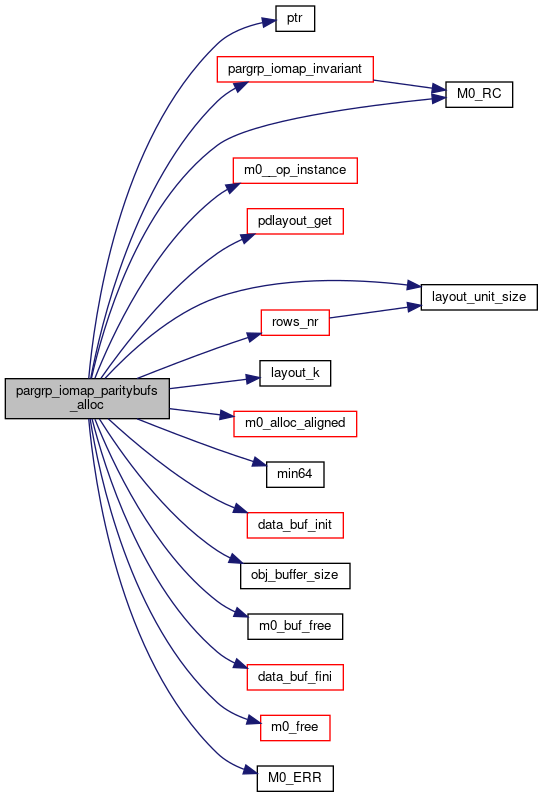 ptr
pargrp_iomap_invariant
M0_RC
m0__op_instance
pdlayout_get
layout_unit_size
rows_nr
layout_k
pargrp_iomap_paritybufs
_alloc
m0_alloc_aligned
min64
data_buf_init
obj_buffer_size
m0_buf_free
data_buf_fini
m0_free
M0_ERR